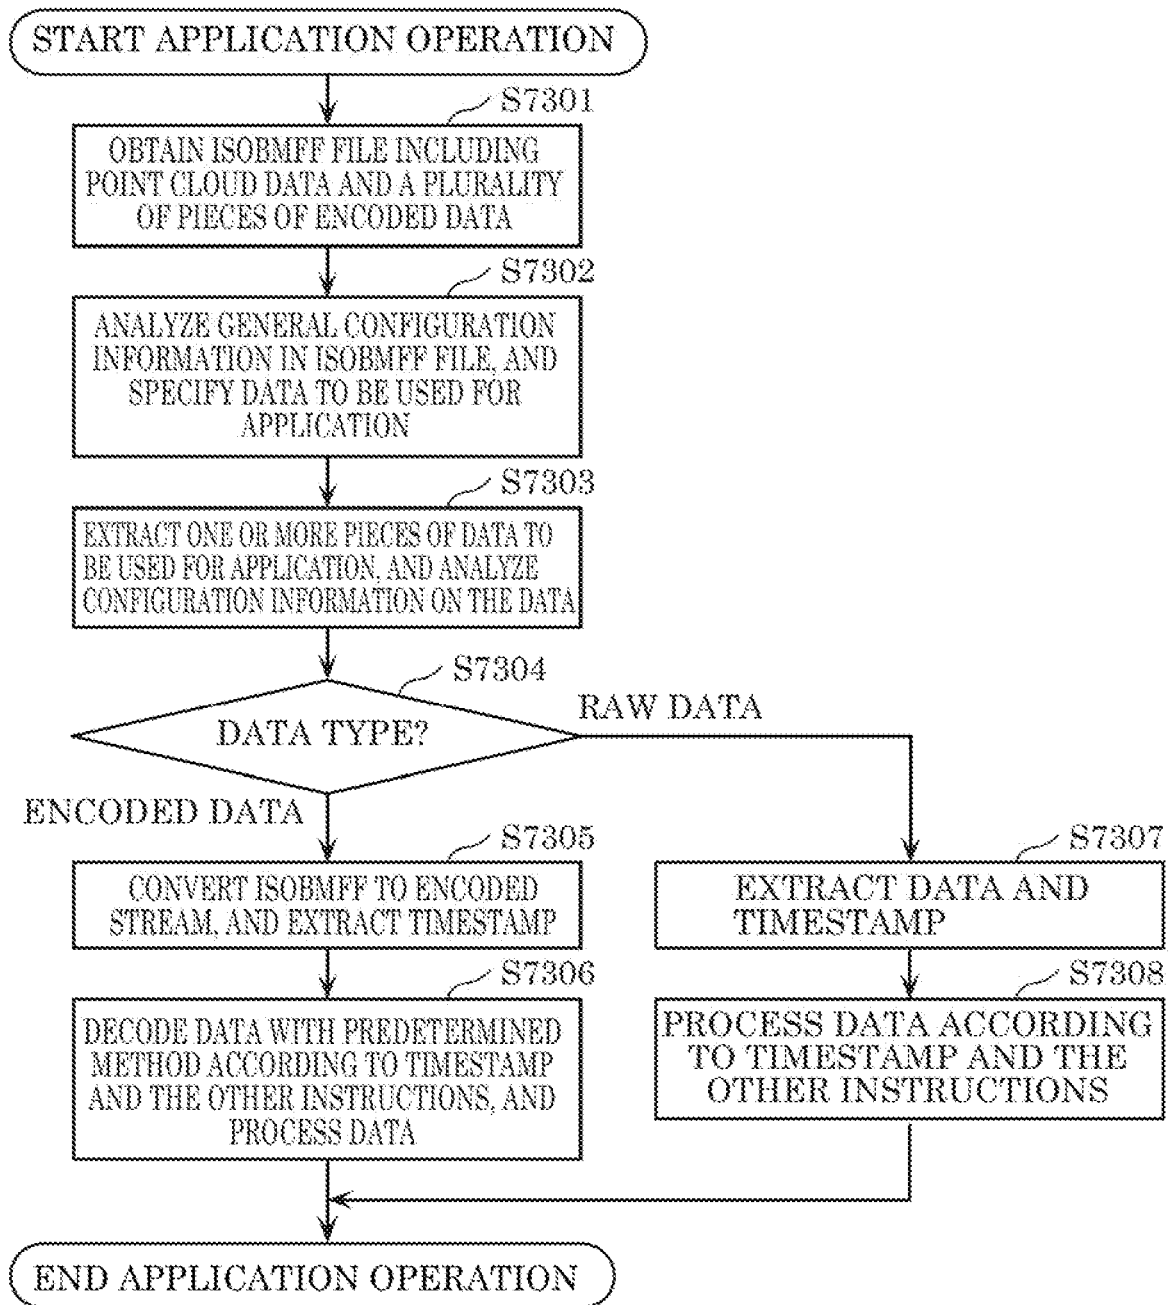 START APPLICATION OPERATION
S7301
OBTAIN ISOBMFF FILE INCLUDING
POINT CLOUD DATA AND A PLURALITY
OF PIECES OF ENCODED DATA
S7302
ANALYZE GENERAL CONFIGURATION
INFORMATION IN ISOBMFF FILE, AND
SPECIFY DATA TO BE USED FOR
APPLICATION
S7303
EXTRACT ONE OR MORE PIECES OF DATA TO
BE USED FOR APPLICATION, AND ANALYZE
CONFIGURATION INFORMATION ON THE DATA
S7304
DATA TYPE?
RAW DATA
ENCODED DATA
S7305
CONVERT ISOBMFF TO ENCODED
STREAM, AND EXTRACT TIMESTAMP
S7306
DECODE DATA WITH PREDETERMINED
METHOD ACCORDING TO TIMESTAMP
AND THE OTHER INSTRUCTIONS, AND
PROCESS DATA
S7307
EXTRACT DATA AND
TIMESTAMP
S7308
PROCESS DATA ACCORDING
TO TIMESTAMP AND THE
OTHER INSTRUCTIONS
END APPLICATION OPERATION